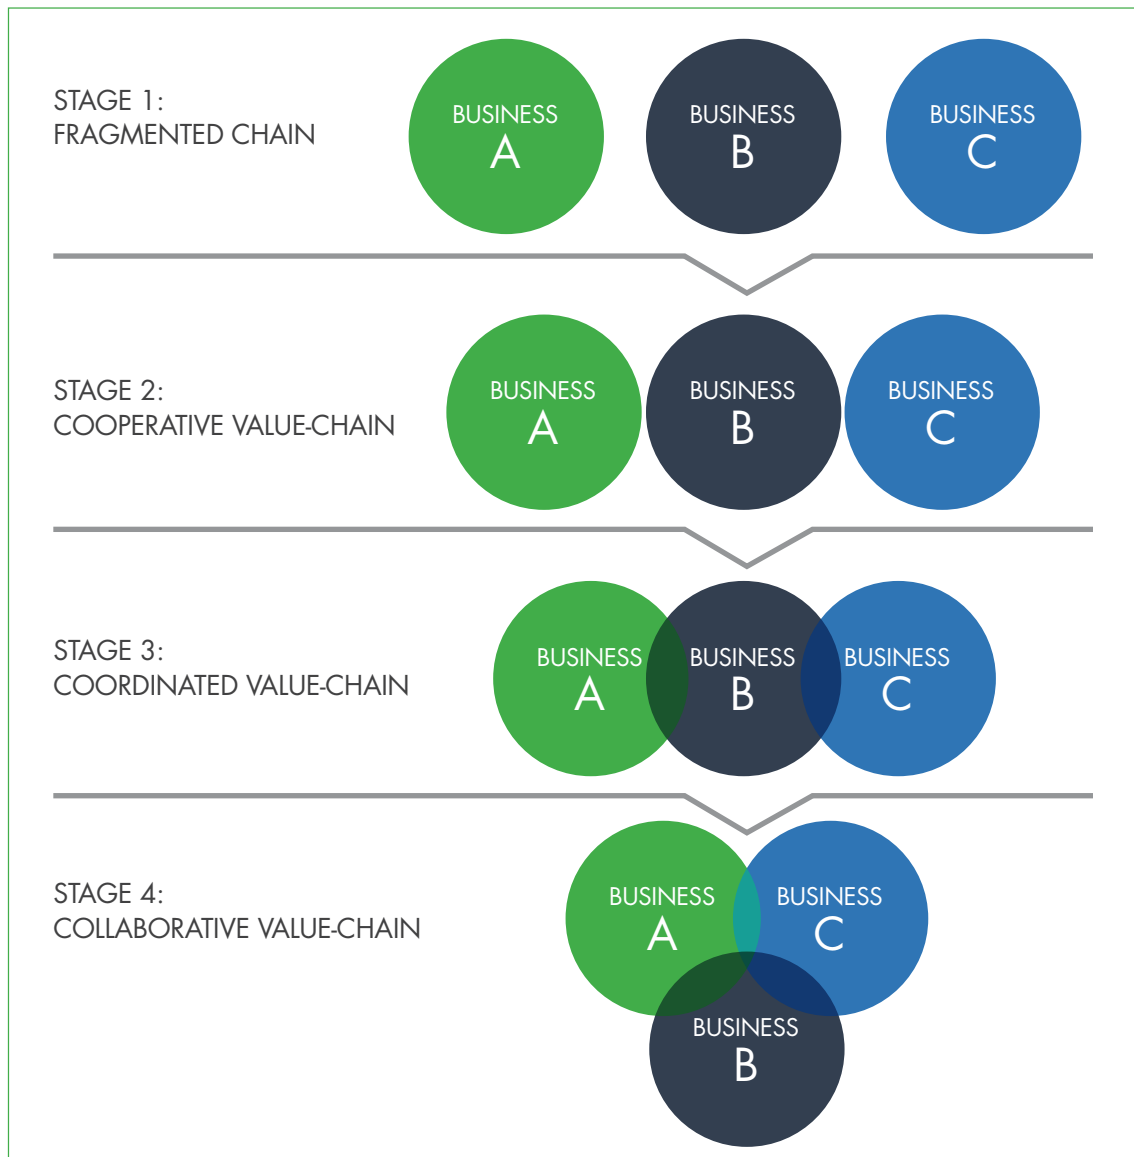 STAGE 1:
FRAGMENTED CHAIN
BUSINESS
A
BUSINESS
B
BUSINESS
C
STAGE 2:
COOPERATIVE VALUE-CHAIN
BUSINESS
A
BUSINESS
B
BUSINESS
C
STAGE 3:
COORDINATED VALUE-CHAIN
BUSINESS
A
BUSINESS
B
BUSINESS
C
STAGE 4:
COLLABORATIVE VALUE-CHAIN
BUSINESS
A
BUSINESS
C
BUSINESS
B